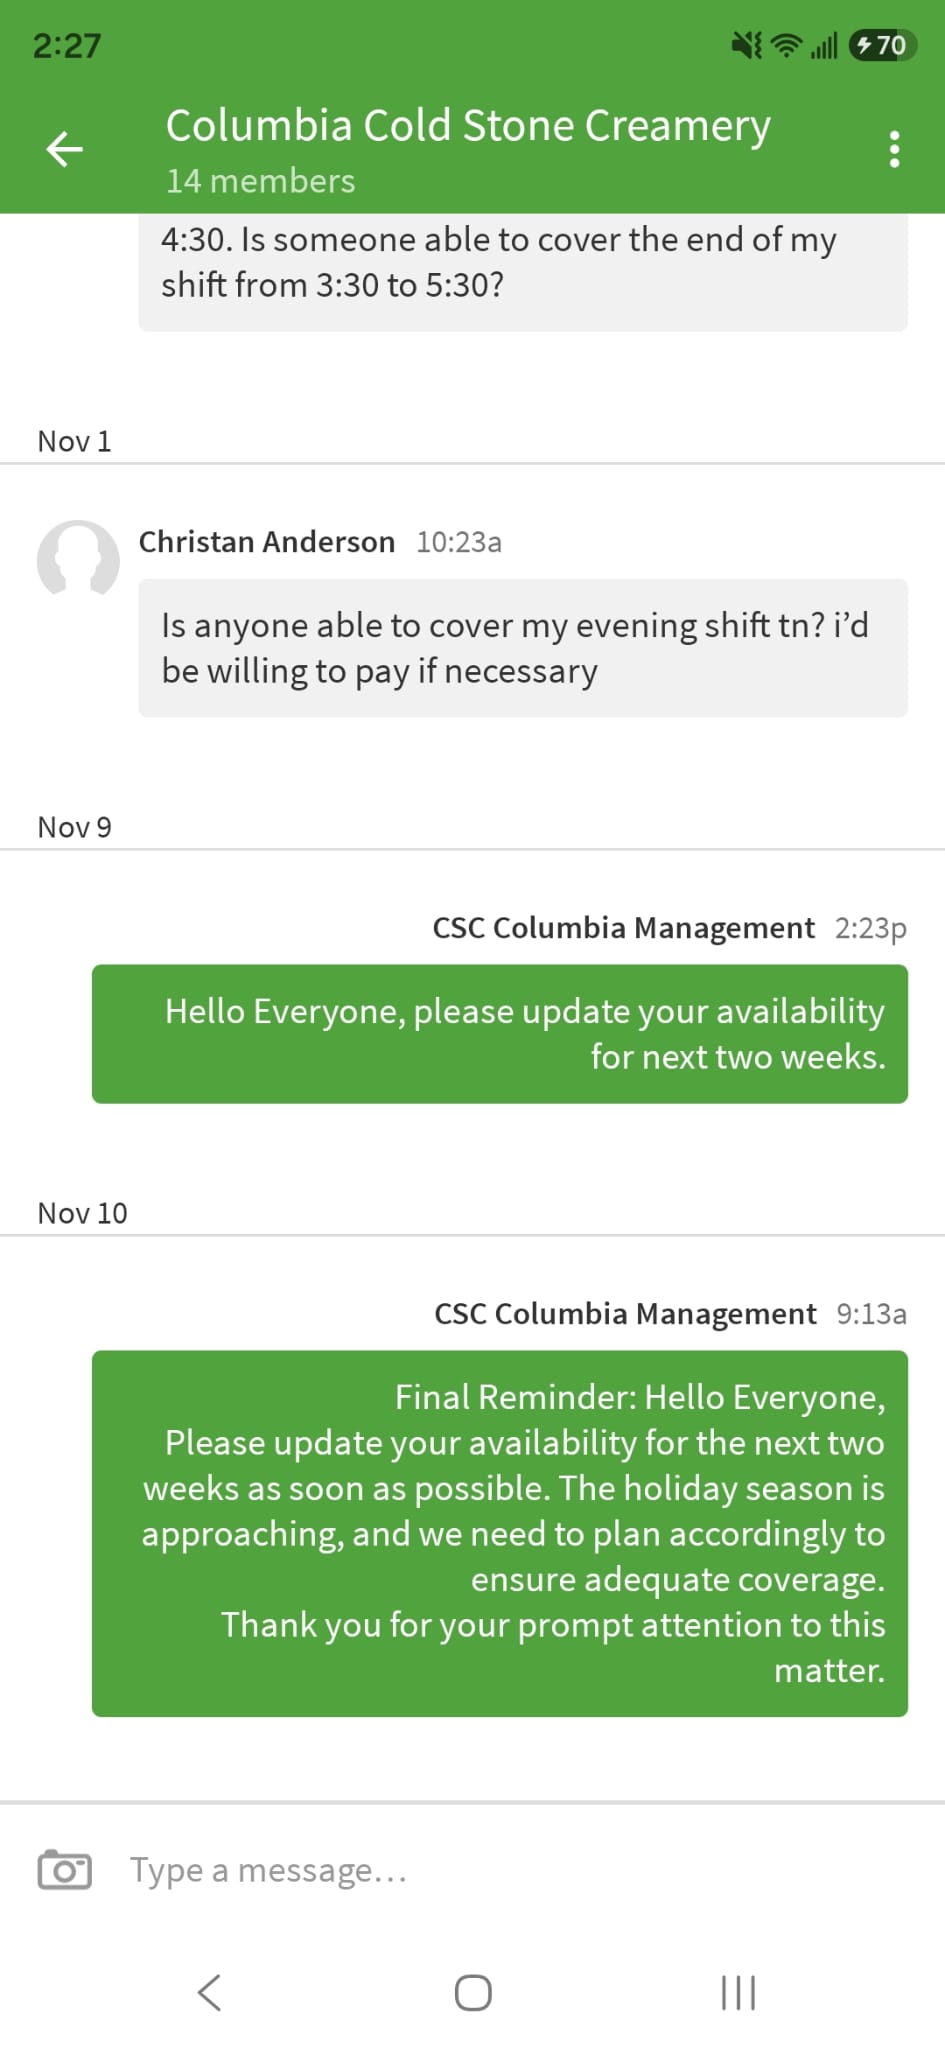 2:27
70
Columbia Cold Stone Creamery
14 members
4:30. Is someone able to cover the end of my
shift from 3:30 to 5:30?
Nov 1
Christan Anderson 10:23a
Is anyone able to cover my evening shift tn? i’d
be willing to pay if necessary
Nov 9
CSC Columbia Management 2:23p
Hello Everyone, please update your availability
for next two weeks.
Nov 10
CSC Columbia Management 9:13a
Final Reminder: Hello Everyone,
Please update your availability for the next two
weeks as soon as possible. The holiday season is
approaching, and we need to plan accordingly to
ensure adequate coverage.
Thank you for your prompt attention to this
matter.
Type a message…